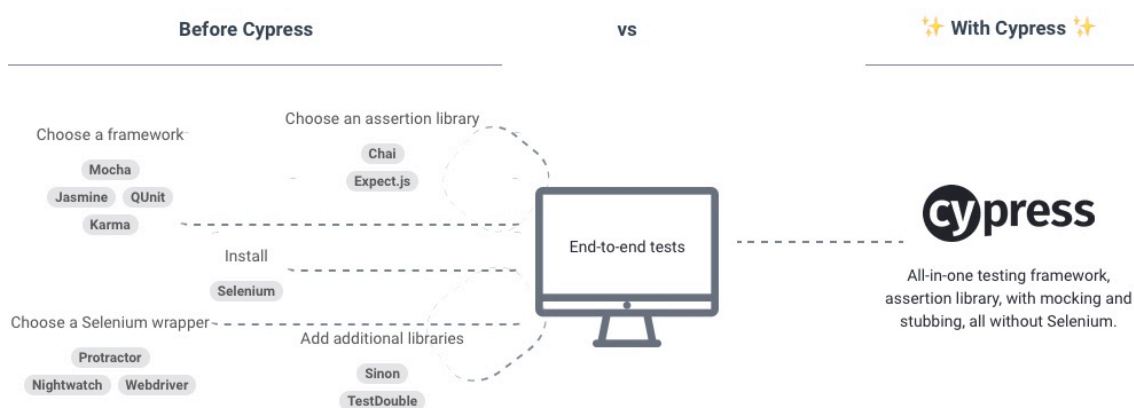 Before Cypress
vs
✨ With Cypress ✨
Choose a framework
Mocha
Jasmine QUnit
Karma
Choose an assertion library
Chai
Expect.js
Install
Selenium
Choose a Selenium wrapper
Protractor
Nightwatch Webdriver
Add additional libraries
Sinon
TestDouble
End-to-end tests
cypress
All-in-one testing framework,
assertion library, with mocking and
stubbing, all without Selenium.